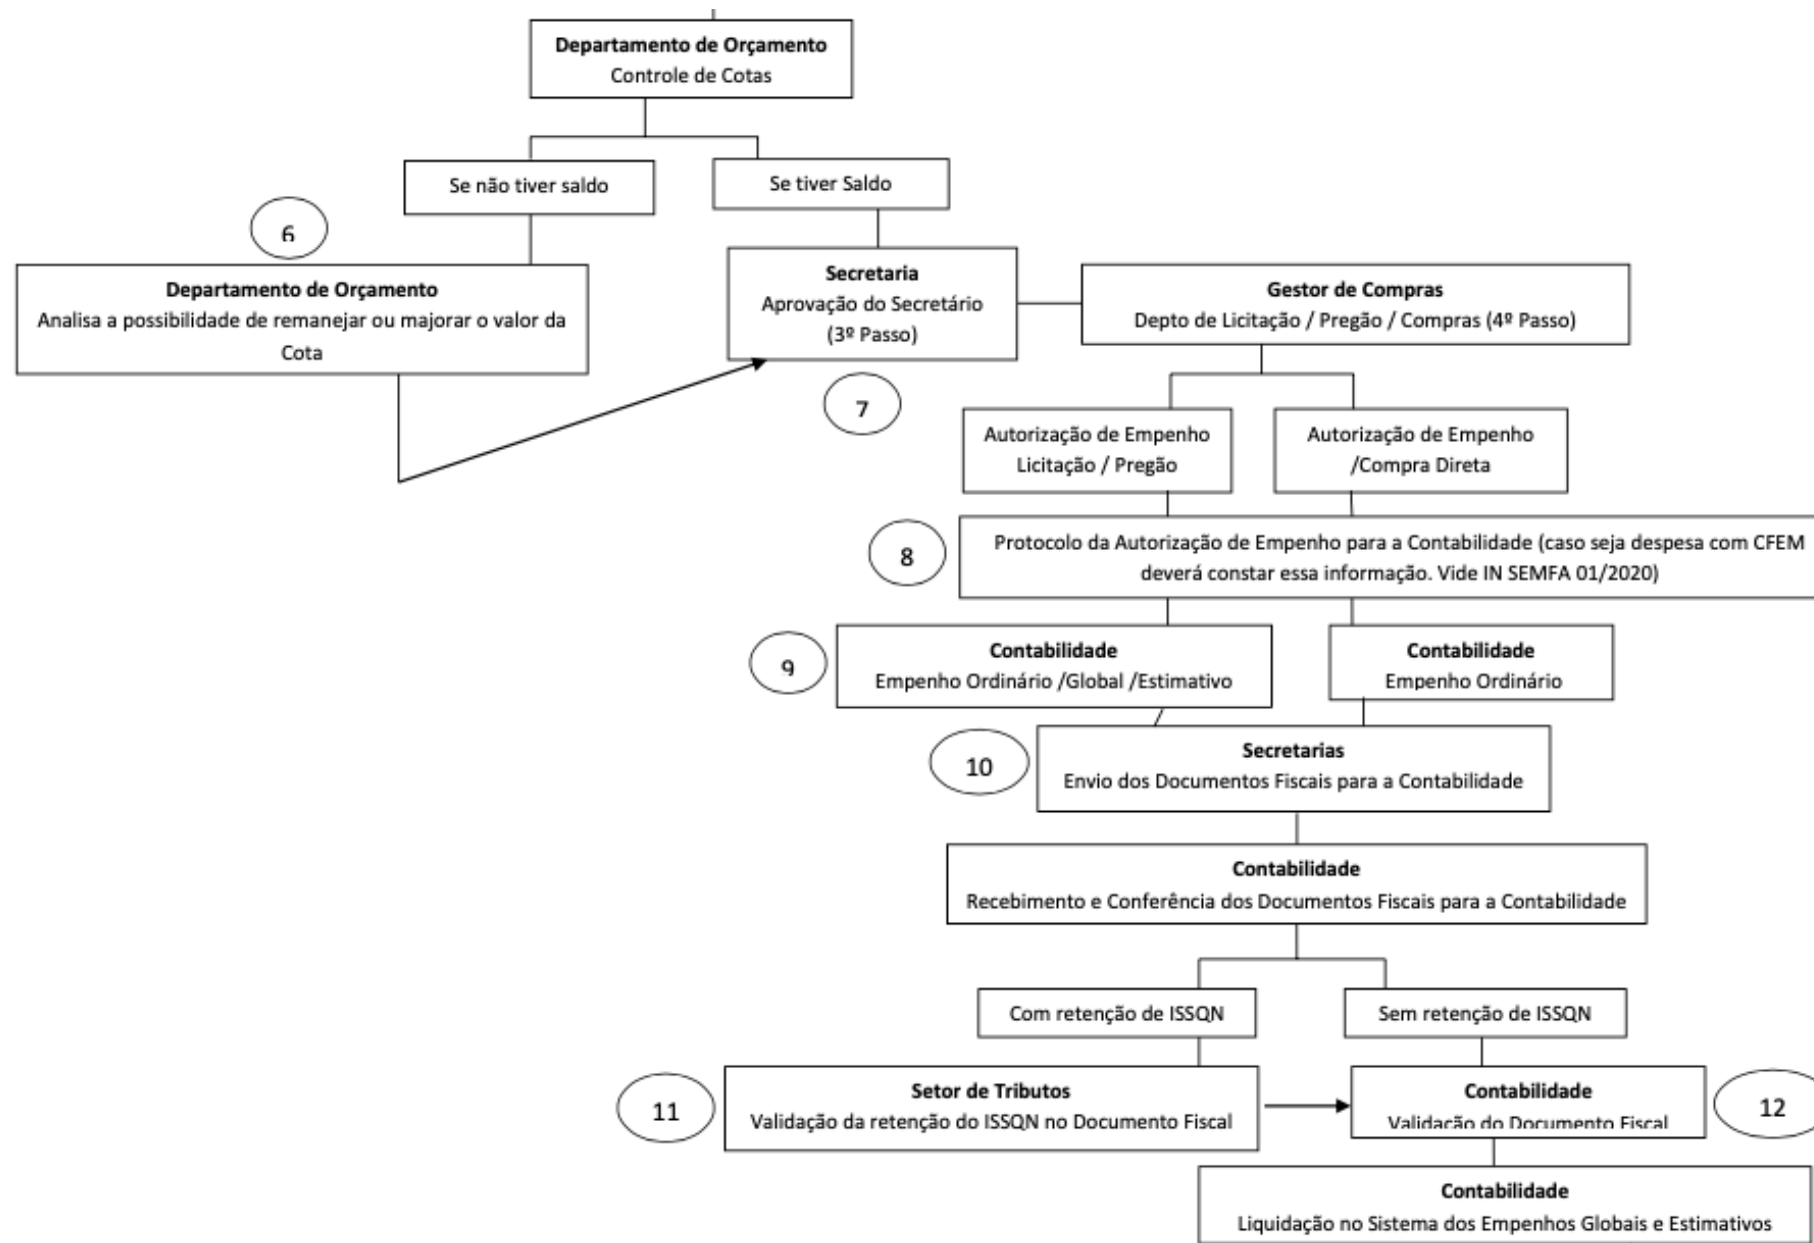 Departamento de Orçamento
Controle de Cotas
Se não tiver saldo
Se tiver Saldo
6
Departamento de Orçamento
Analisa a possibilidade de remanejar ou majorar o valor da
Cota
Secretaria
Aprovação do Secretário
(3º Passo)
Gestor de Compras
Depto de Licitação / Pregão / Compras (4º Passo)
7
Autorização de Empenho
Licitação / Pregão
Autorização de Empenho
/Compra Direta
8
Protocolo da Autorização de Empenho para a Contabilidade (caso seja despesa com CFEM
deverá constar essa informação. Vide IN SEMFA 01/2020)
9
Contabilidade
Empenho Ordinário /Global /Estimativo
Contabilidade
Empenho Ordinário
10
Secretarias
Envio dos Documentos Fiscais para a Contabilidade
Contabilidade
Recebimento e Conferência dos Documentos Fiscais para a Contabilidade
Com retenção de ISSQN
Sem retenção de ISSQN
11
Setor de Tributos
Validação da retenção do ISSQN no Documento Fiscal
Contabilidade
Validação do Documento Fiscal
12
Contabilidade
Liquidação no Sistema dos Empenhos Globais e Estimativos